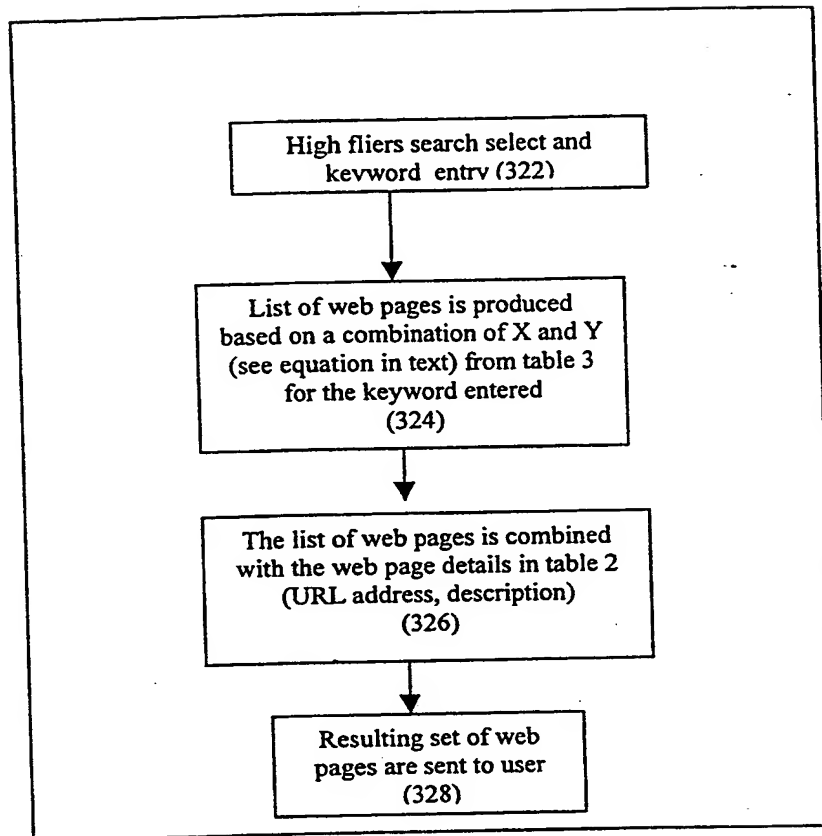 High fliers search select and
keyword entry (322)
List of web pages is produced
based on a combination of X and Y
(see equation in text) from table 3
for the keyword entered
(324)
The list of web pages is combined
with the web page details in table 2
(URL address, description)
(326)
Resulting set of web
pages are sent to user
(328)